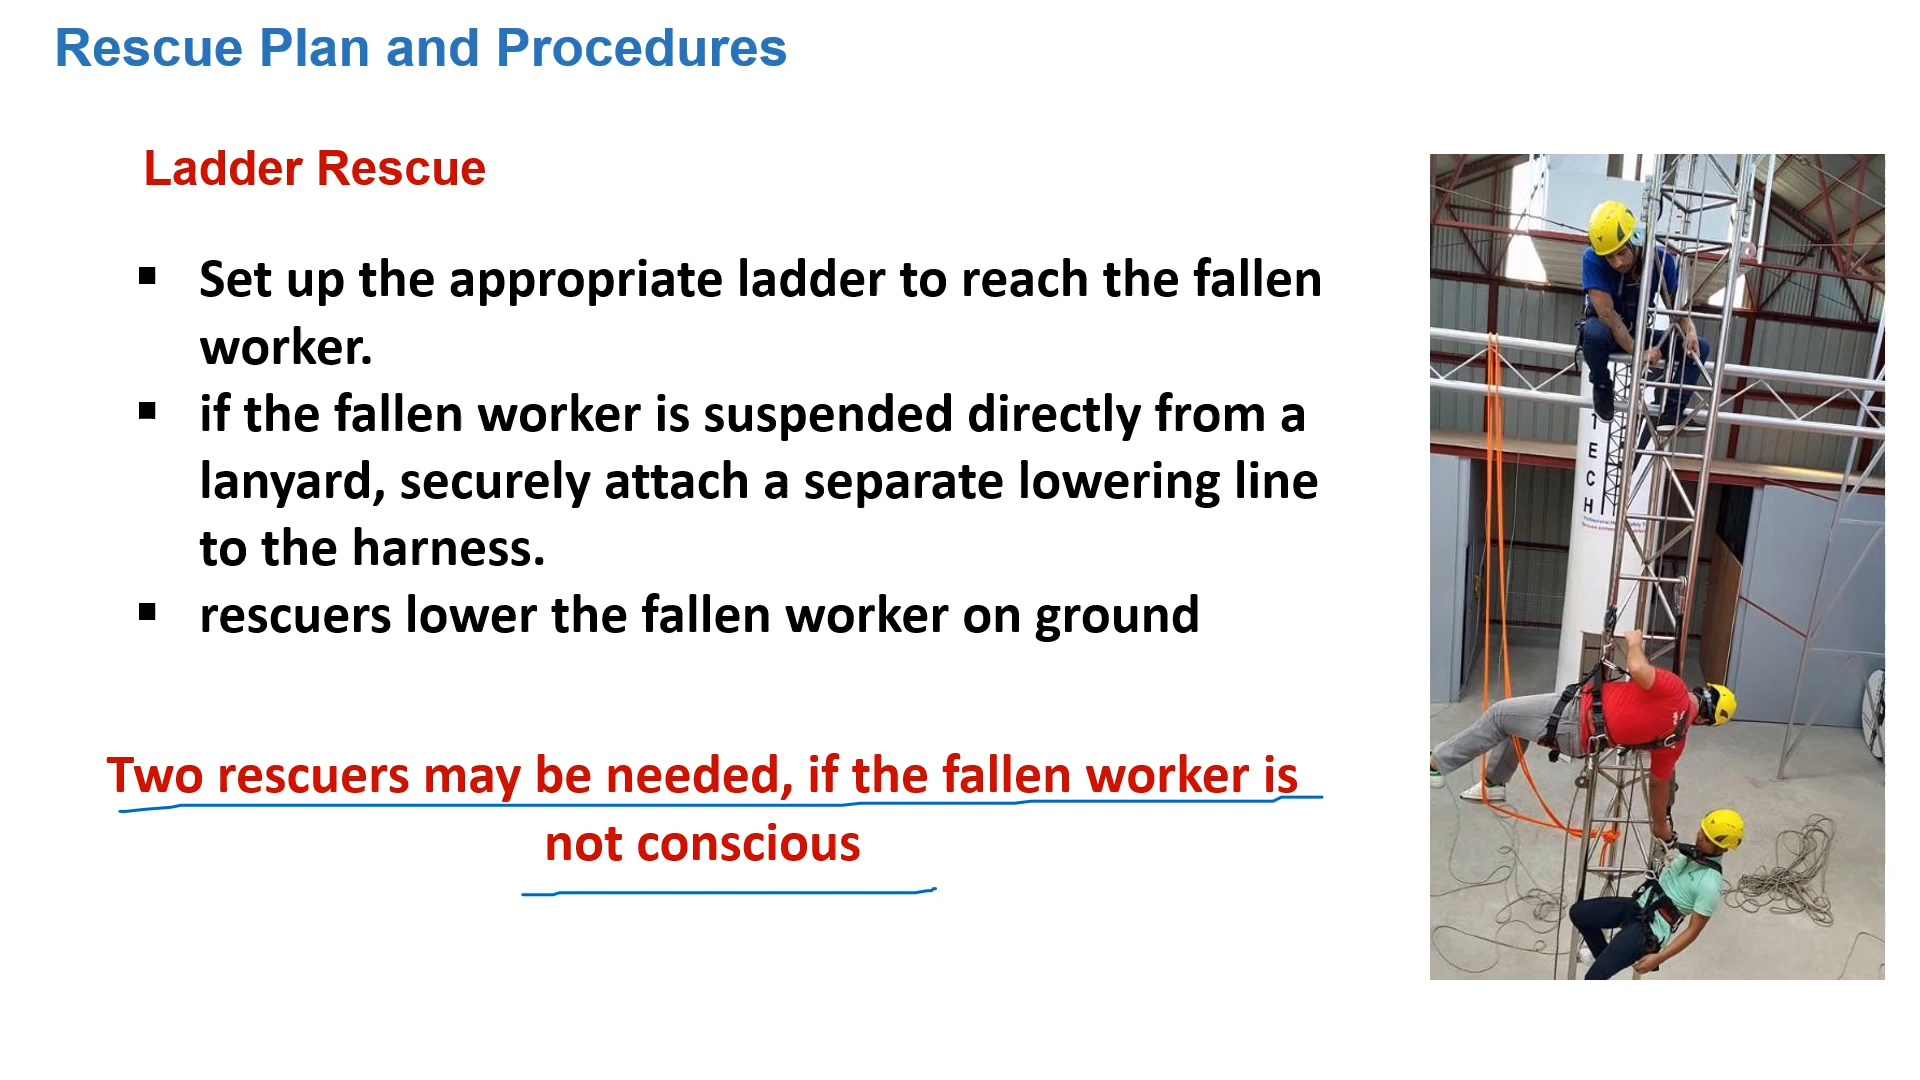 Rescue Plan and Procedures
Ladder Rescue
▪ Set up the appropriate ladder to reach the fallen
worker.
▪ if the fallen worker is suspended directly from a
lanyard, securely attach a separate lowering line
to the harness.
▪ rescuers lower the fallen worker on ground
Two rescuers may be needed, if the fallen worker is
not conscious
T
E
C
H